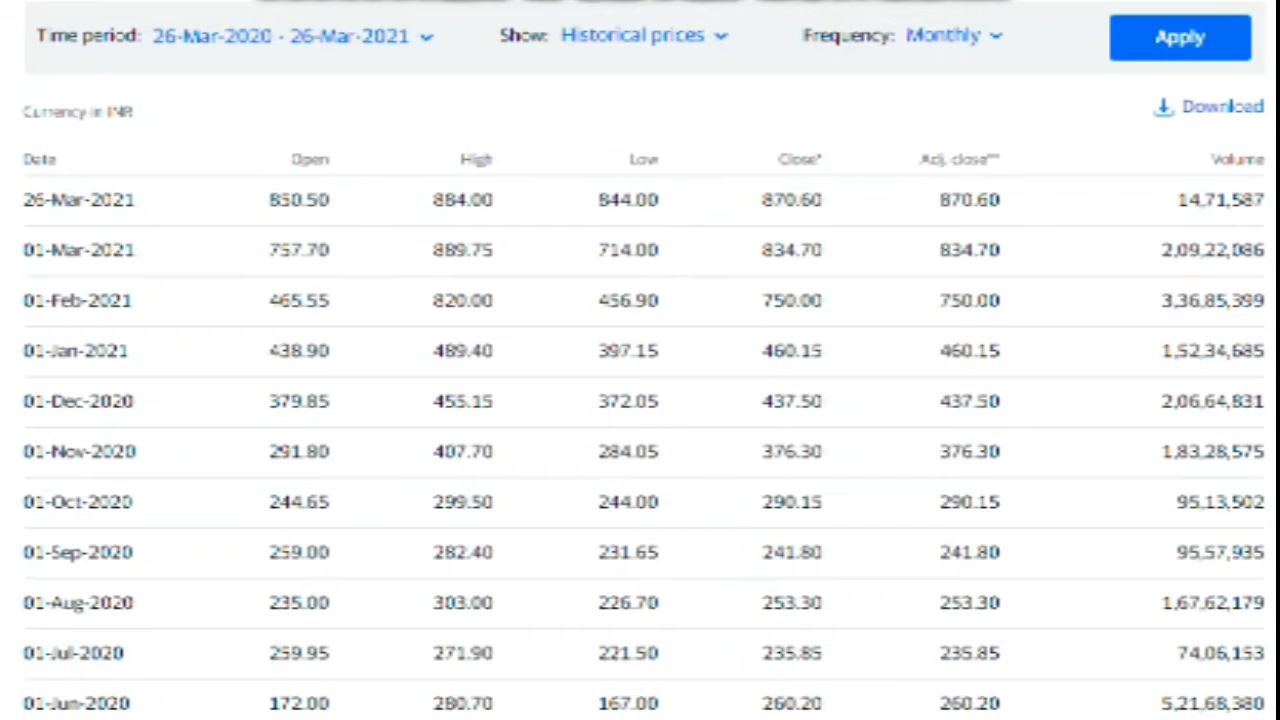 Time period: 26-Mar-2020 - 26-Mar-2021 Show: Historical prices Frequency: Monthly Apply
Currency in INR Download
Date Open High Low Close* Adj. close** Volume
26-Mar-2021 850.50 884.00 844.00 870.60 870.60 14,71,587
01-Mar-2021 757.70 889.75 714.00 834.70 834.70 2,09,22,086
01-Feb-2021 465.55 820.00 456.90 750.00 750.00 3,36,85,399
01-Jan-2021 438.90 489.40 397.15 460.15 460.15 1,52,34,685
01-Dec-2020 379.85 455.15 372.05 437.50 437.50 2,06,64,831
01-Nov-2020 291.80 407.70 284.05 376.30 376.30 1,83,28,575
01-Oct-2020 244.65 299.50 244.00 290.15 290.15 95,13,502
01-Sep-2020 259.00 282.40 231.65 241.80 241.80 95,57,935
01-Aug-2020 235.00 303.00 226.70 253.30 253.30 1,67,62,179
01-Jul-2020 259.95 271.90 221.50 235.85 235.85 74,06,153
01-Jun-2020 172.00 280.70 167.00 260.20 260.20 5,21,68,380